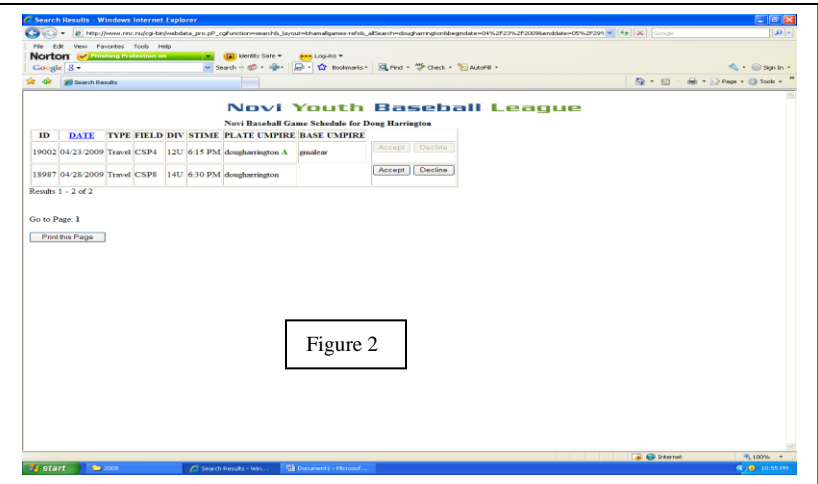 Search Results - Windows Internet Explorer
File Edit View Favorites Tools Help
Norton Phishing Protection on Identity Safe Log-ins
Google Search Bookmarks Find Check AutoFill Sign In
Search Results Page Tools
Novi Youth Baseball League
Novi Baseball Game Schedule for Doug Harrington
ID DATE TYPE FIELD DIV STIME PLATE UMPIRE BASE UMPIRE
19002 04/23/2009 Travel CSP4 12U 6:15 PM dougharrington A gmalear Accept Decline
18987 04/28/2009 Travel CSP8 14U 6:30 PM dougharrington Accept Decline
Results 1 - 2 of 2
Go to Page: 1
Print this Page
Figure 2
Internet 100%
start 2008 Search Results - Win... Document1 - Microsof... 10:55 PM